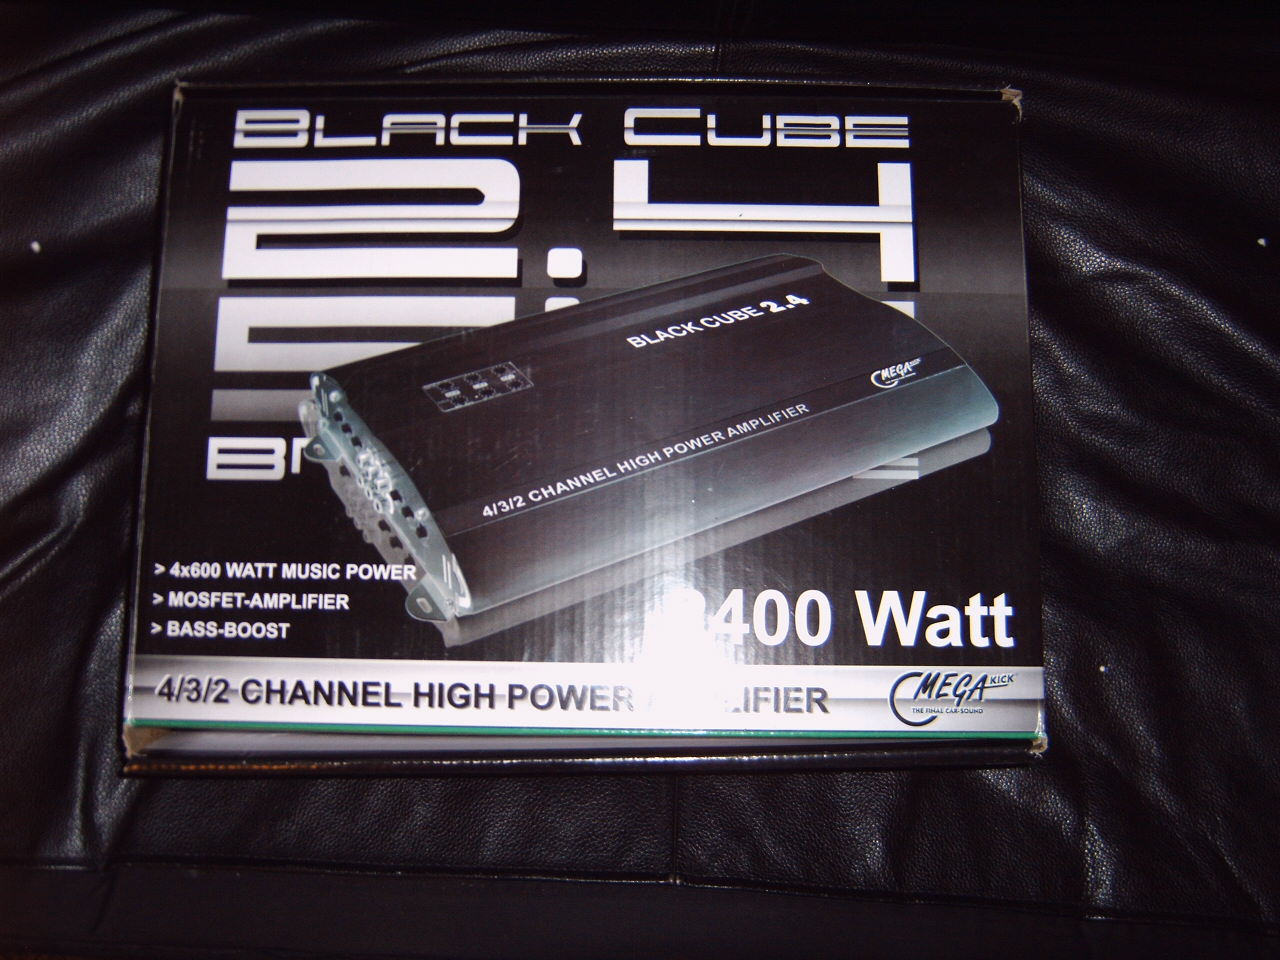 BLACK CUBE
2.4
BLACK CUBE 2.4
MEGA KICK
4/3/2 CHANNEL HIGH POWER AMPLIFIER
> 4x600 WATT MUSIC POWER
> MOSFET-AMPLIFIER
> BASS-BOOST
400 Watt
4/3/2 CHANNEL HIGH POWER AMPLIFIER
MEGA KICK
THE FINAL CAR-SOUND